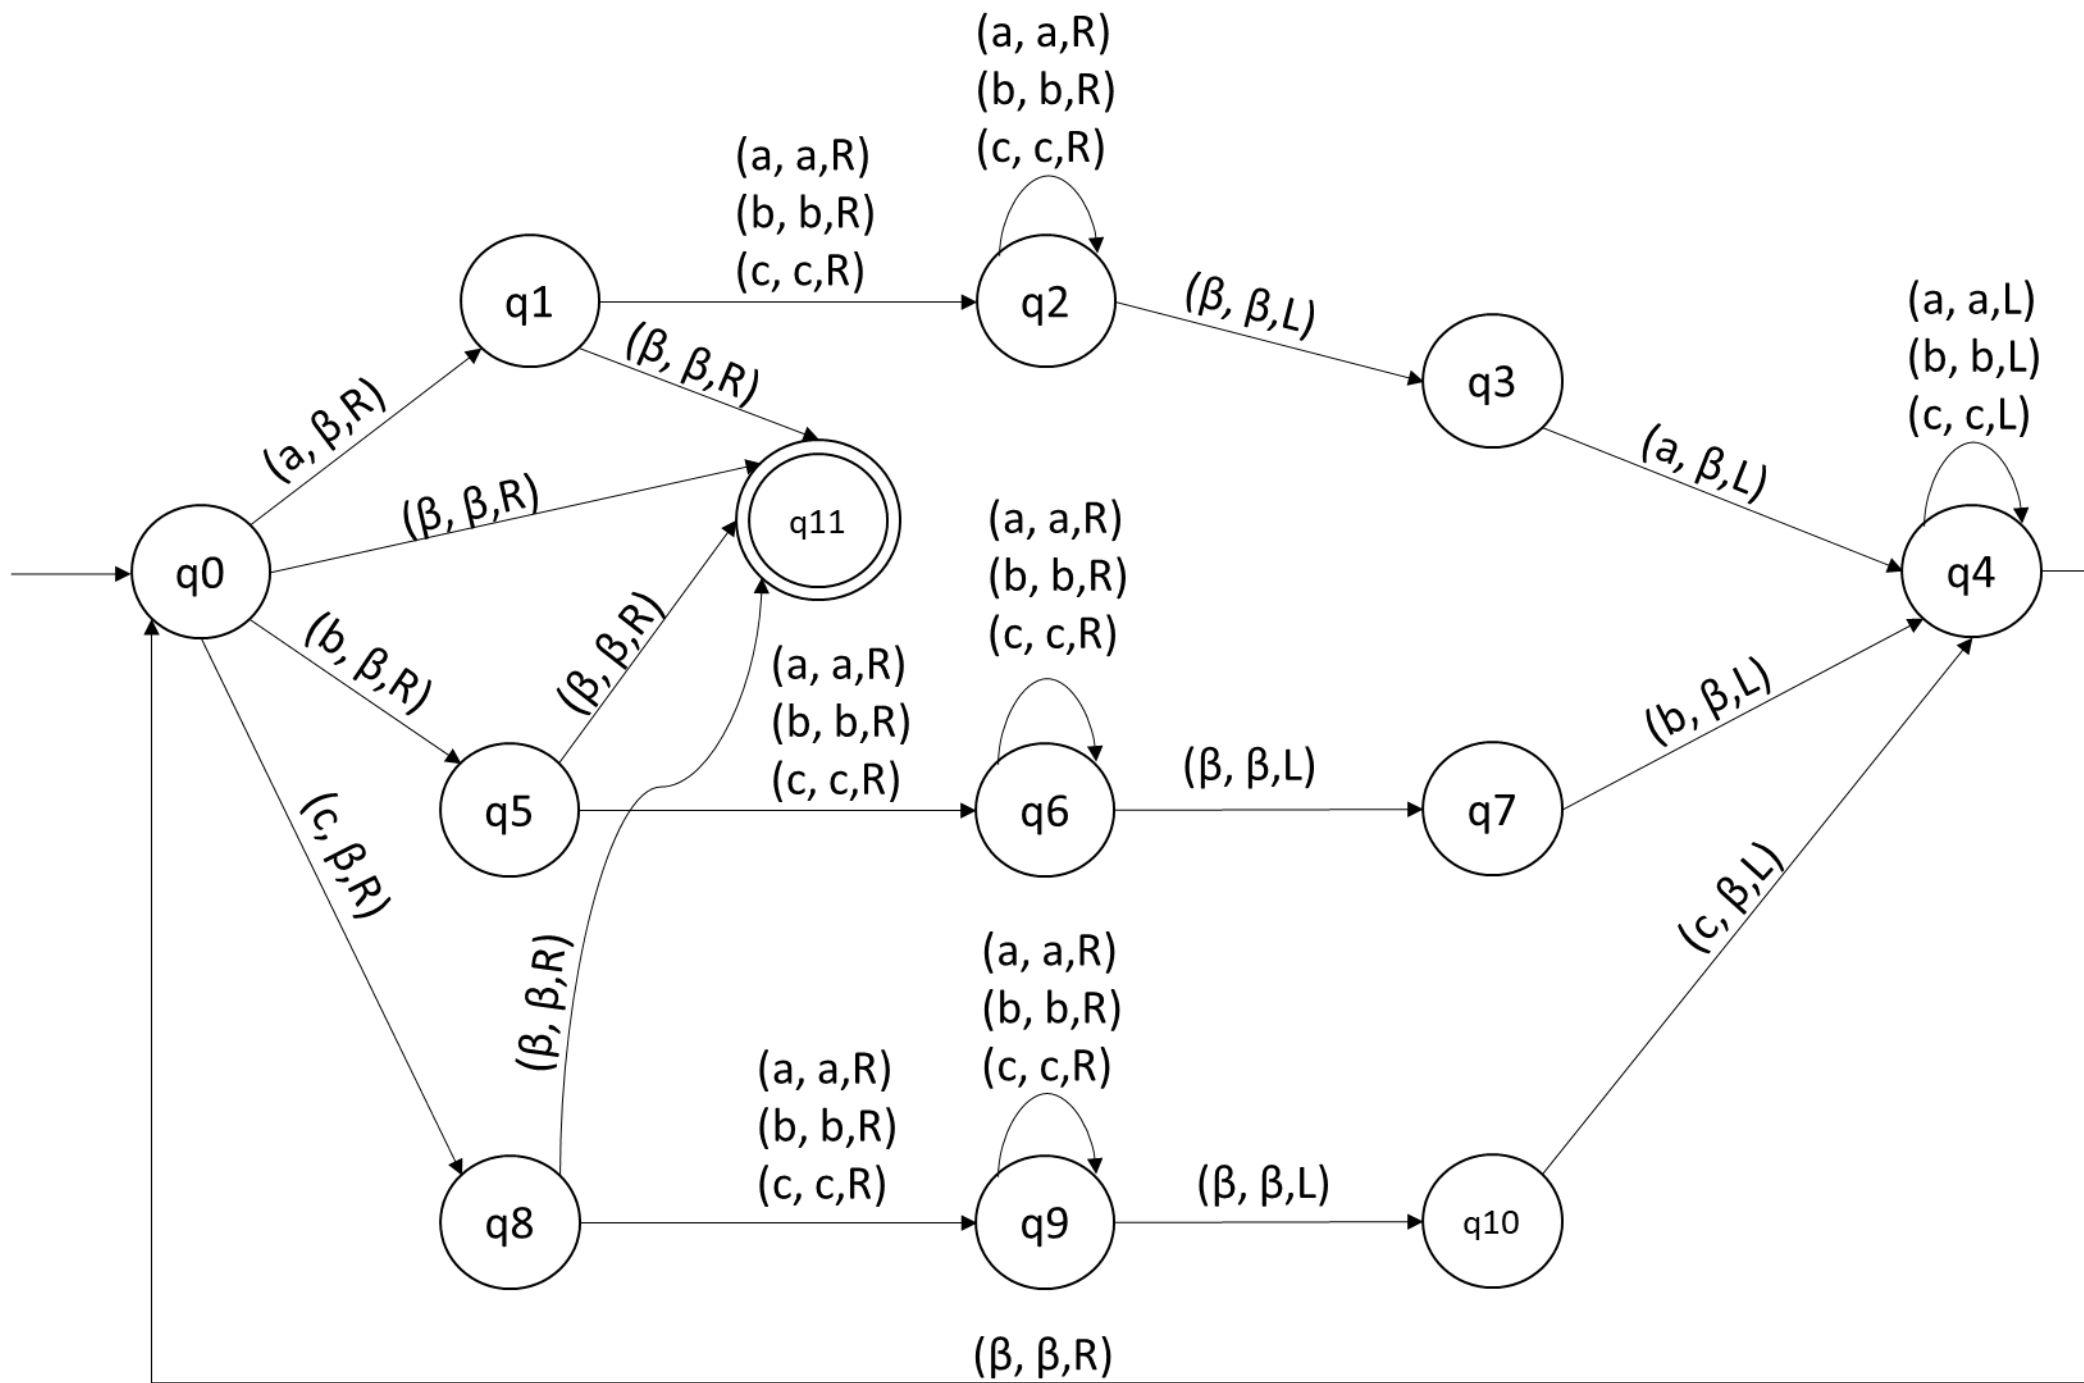 (a, a,R)
(b, b,R)
(c, c,R)
(a, a,R)
(b, b,R)
(c, c,R)
q1
q2
(β, β,L)
(β, β,R)
q3
(a, a,L)
(b, b,L)
(c, c,L)
(a, β,R)
(a, β,L)
(β, β,R)
q11
q0
q4
(a, a,R)
(b, b,R)
(c, c,R)
(b, β,R)
(β, β,R)
(a, a,R)
(b, b,R)
(c, c,R)
(b, β,L)
q5
q6
(β, β,L)
q7
(c, β,R)
(c, β,L)
(β, β,R)
(a, a,R)
(b, b,R)
(c, c,R)
(a, a,R)
(b, b,R)
(c, c,R)
q8
q9
(β, β,L)
q10
(β, β,R)